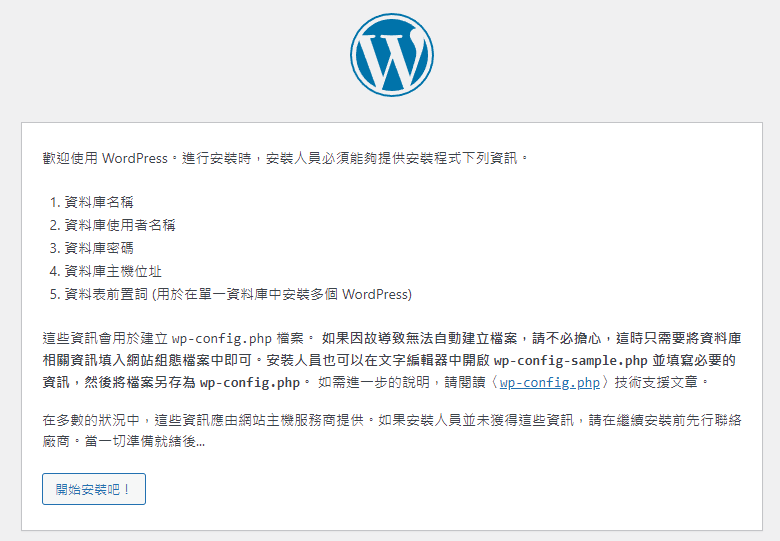 歡迎使用 WordPress。進行安裝時，安裝人員必須能夠提供安裝程式下列資訊。
1. 資料庫名稱
2. 資料庫使用者名稱
3. 資料庫密碼
4. 資料庫主機位址
5. 資料表前置詞 (用於在單一資料庫中安裝多個 WordPress)
這些資訊會用於建立 wp-config.php 檔案。 如果因故導致無法自動建立檔案，請不必擔心，這時只需要將資料庫
相關資訊填入網站組態檔案中即可。安裝人員也可以在文字編輯器中開啟 wp-config-sample.php 並填寫必要的
資訊，然後將檔案另存為 wp-config.php。 如需進一步的說明，請閱讀〈wp-config.php〉技術支援文章。
在多數的狀況中，這些資訊應由網站主機服務商提供。如果安裝人員並未獲得這些資訊，請在繼續安裝前先行聯絡
廠商。當一切準備就緒後...
開始安裝吧！